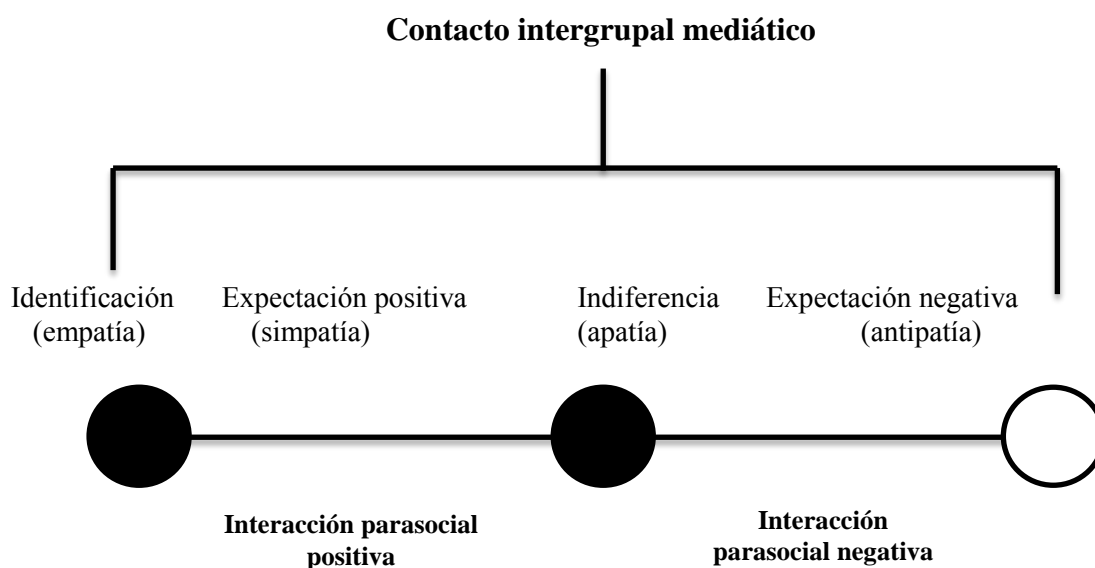 Contacto intergrupal mediático
Identificación Expectación positiva Indiferencia Expectación negativa
(empatía) (simpatía) (apatía) (antipatía)
Interacción parasocial
positiva
Interacción
parasocial negativa